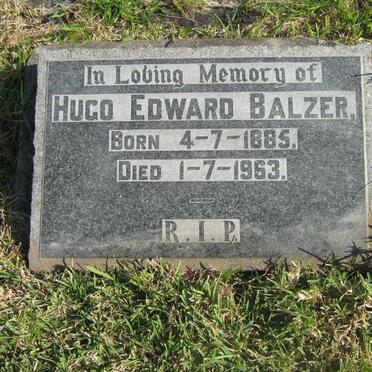 In Loving Memory of
HUGO EDWARD BALZER,
BORN 4-7-1885.
DIED 1-7-1963.
R.I.P.